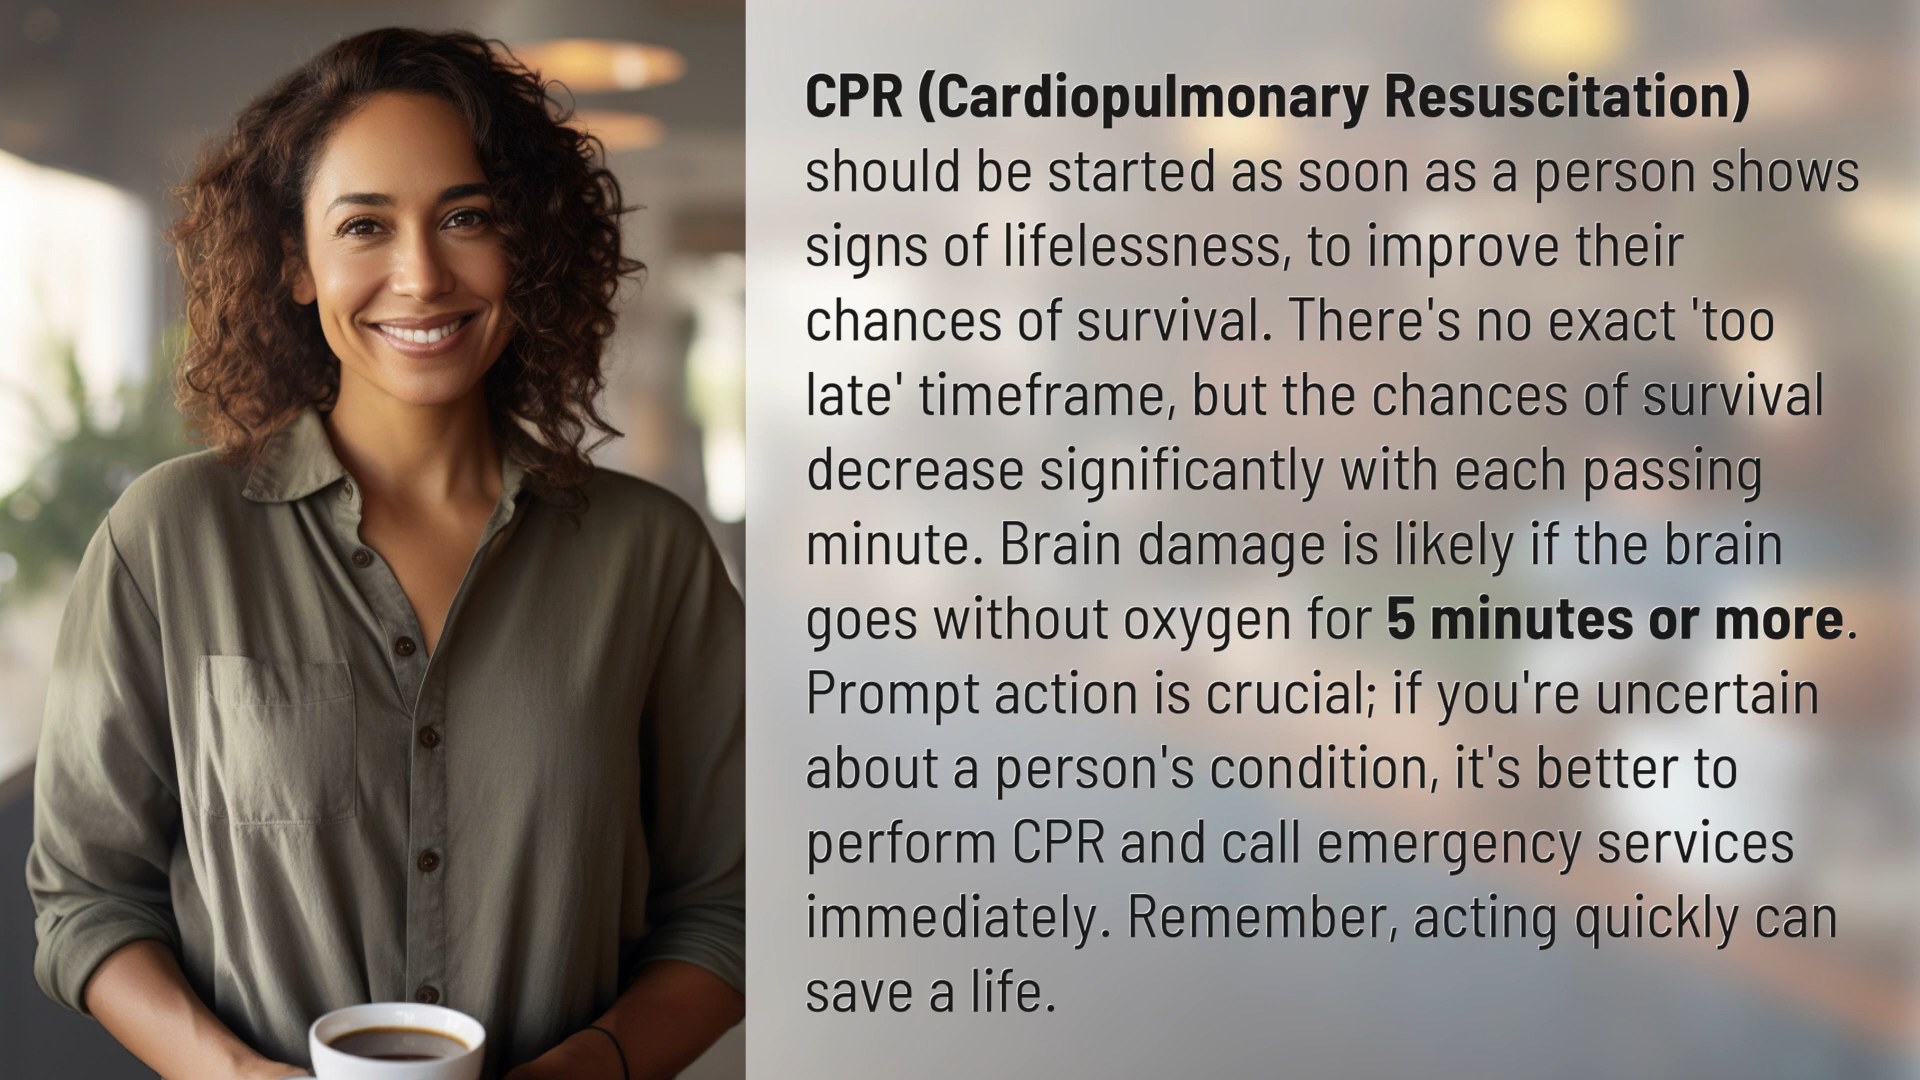 CPR (Cardiopulmonary Resuscitation)
should be started as soon as a person shows
signs of lifelessness, to improve their
chances of survival. There's no exact 'too
late' timeframe, but the chances of survival
decrease significantly with each passing
minute. Brain damage is likely if the brain
goes without oxygen for 5 minutes or more.
Prompt action is crucial; if you're uncertain
about a person's condition, it's better to
perform CPR and call emergency services
immediately. Remember, acting quickly can
save a life.